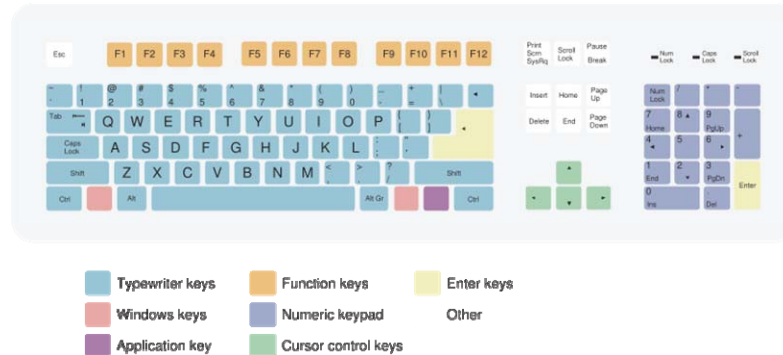 Esc F1 F2 F3 F4 F5 F6 F7 F8 F9 F10 F11 F12 Print Scrn SysRq Scroll Lock Pause Break Num Lock Caps Lock Scroll Lock
~ ! @ # $ % ^ & * ( ) _ + |
` 1 2 3 4 5 6 7 8 9 0 - = \ Insert Home Page Up Num Lock / * -
Tab Q W E R T Y U I O P { [ } ] Delete End Page Down 7 Home 8 9 PgUp +
Caps Lock A S D F G H J K L : ; " ' 4 5 6
Shift Z X C V B N M < , > . ? / Shift 1 End 2 3 PgDn Enter
Ctrl Alt Alt Gr Ctrl 0 Ins . Del
Typewriter keys Function keys Enter keys
Windows keys Numeric keypad Other
Application key Cursor control keys